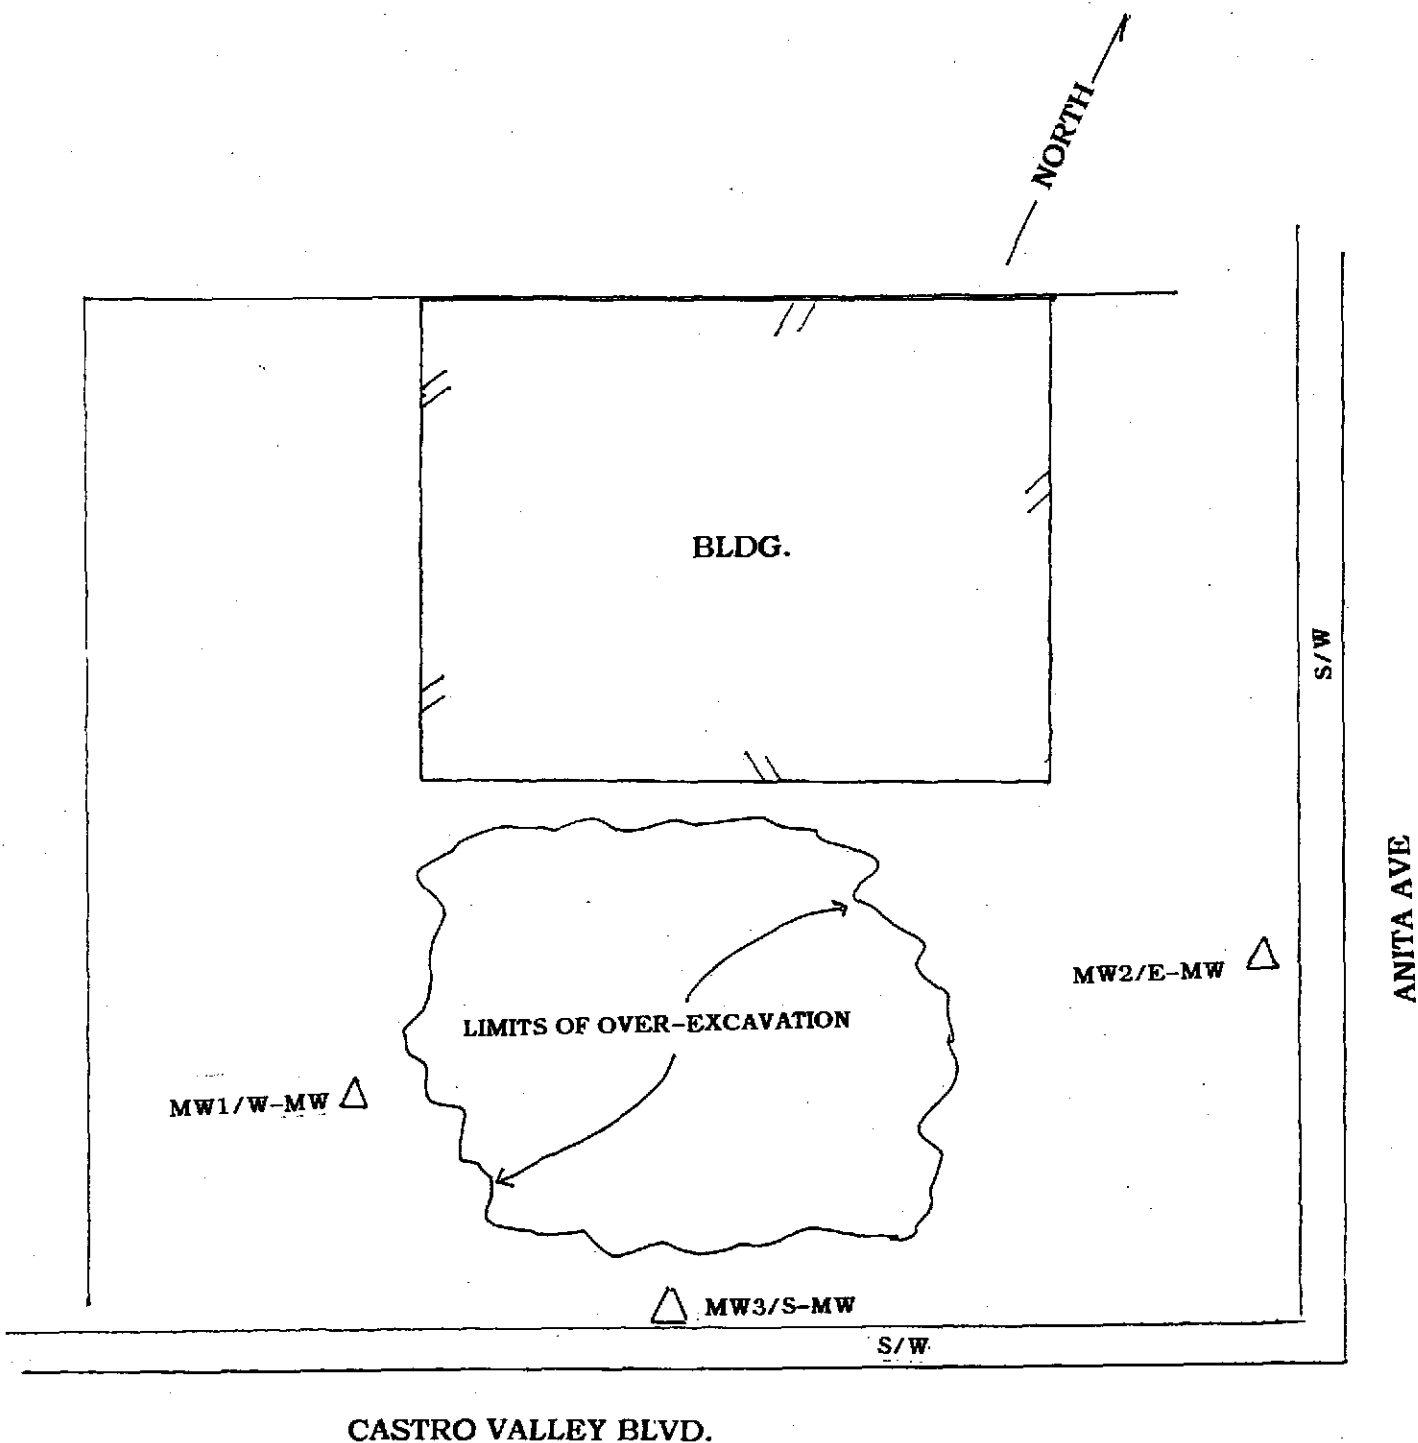 NORTH
BLDG.
S/W
ANITA AVE
MW2/E-MW
LIMITS OF OVER-EXCAVATION
MW1/W-MW
MW3/S-MW
S/W
CASTRO VALLEY BLVD.